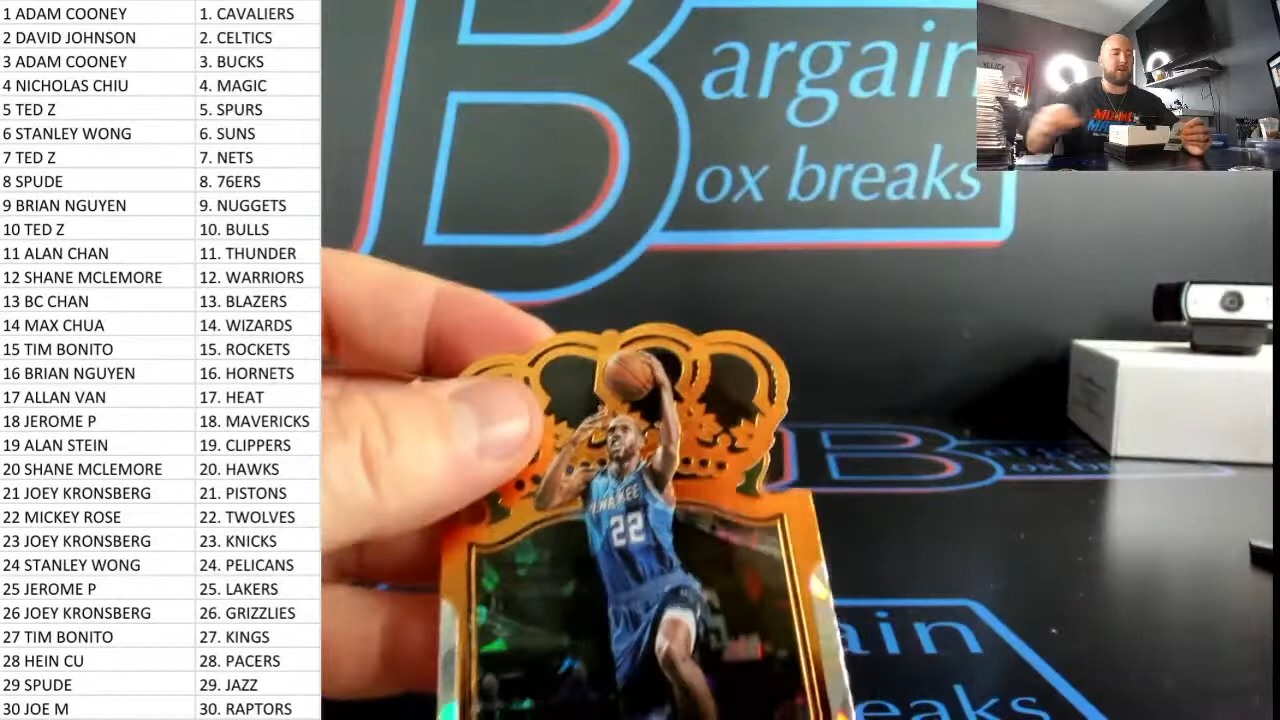 1 ADAM COONEY 1. CAVALIERS
2 DAVID JOHNSON 2. CELTICS
3 ADAM COONEY 3. BUCKS
4 NICHOLAS CHIU 4. MAGIC
5 TED Z 5. SPURS
6 STANLEY WONG 6. SUNS
7 TED Z 7. NETS
8 SPUDE 8. 76ERS
9 BRIAN NGUYEN 9. NUGGETS
10 TED Z 10. BULLS
11 ALAN CHAN 11. THUNDER
12 SHANE MCLEMORE 12. WARRIORS
13 BC CHAN 13. BLAZERS
14 MAX CHUA 14. WIZARDS
15 TIM BONITO 15. ROCKETS
16 BRIAN NGUYEN 16. HORNETS
17 ALLAN VAN 17. HEAT
18 JEROME P 18. MAVERICKS
19 ALAN STEIN 19. CLIPPERS
20 SHANE MCLEMORE 20. HAWKS
21 JOEY KRONSBERG 21. PISTONS
22 MICKEY ROSE 22. TWOLVES
23 JOEY KRONSBERG 23. KNICKS
24 STANLEY WONG 24. PELICANS
25 JEROME P 25. LAKERS
26 JOEY KRONSBERG 26. GRIZZLIES
27 TIM BONITO 27. KINGS
28 HEIN CU 28. PACERS
29 SPUDE 29. JAZZ
30 JOE M 30. RAPTORS
Bargain
ox breaks
22
Bargain
ox br
ain
eaks